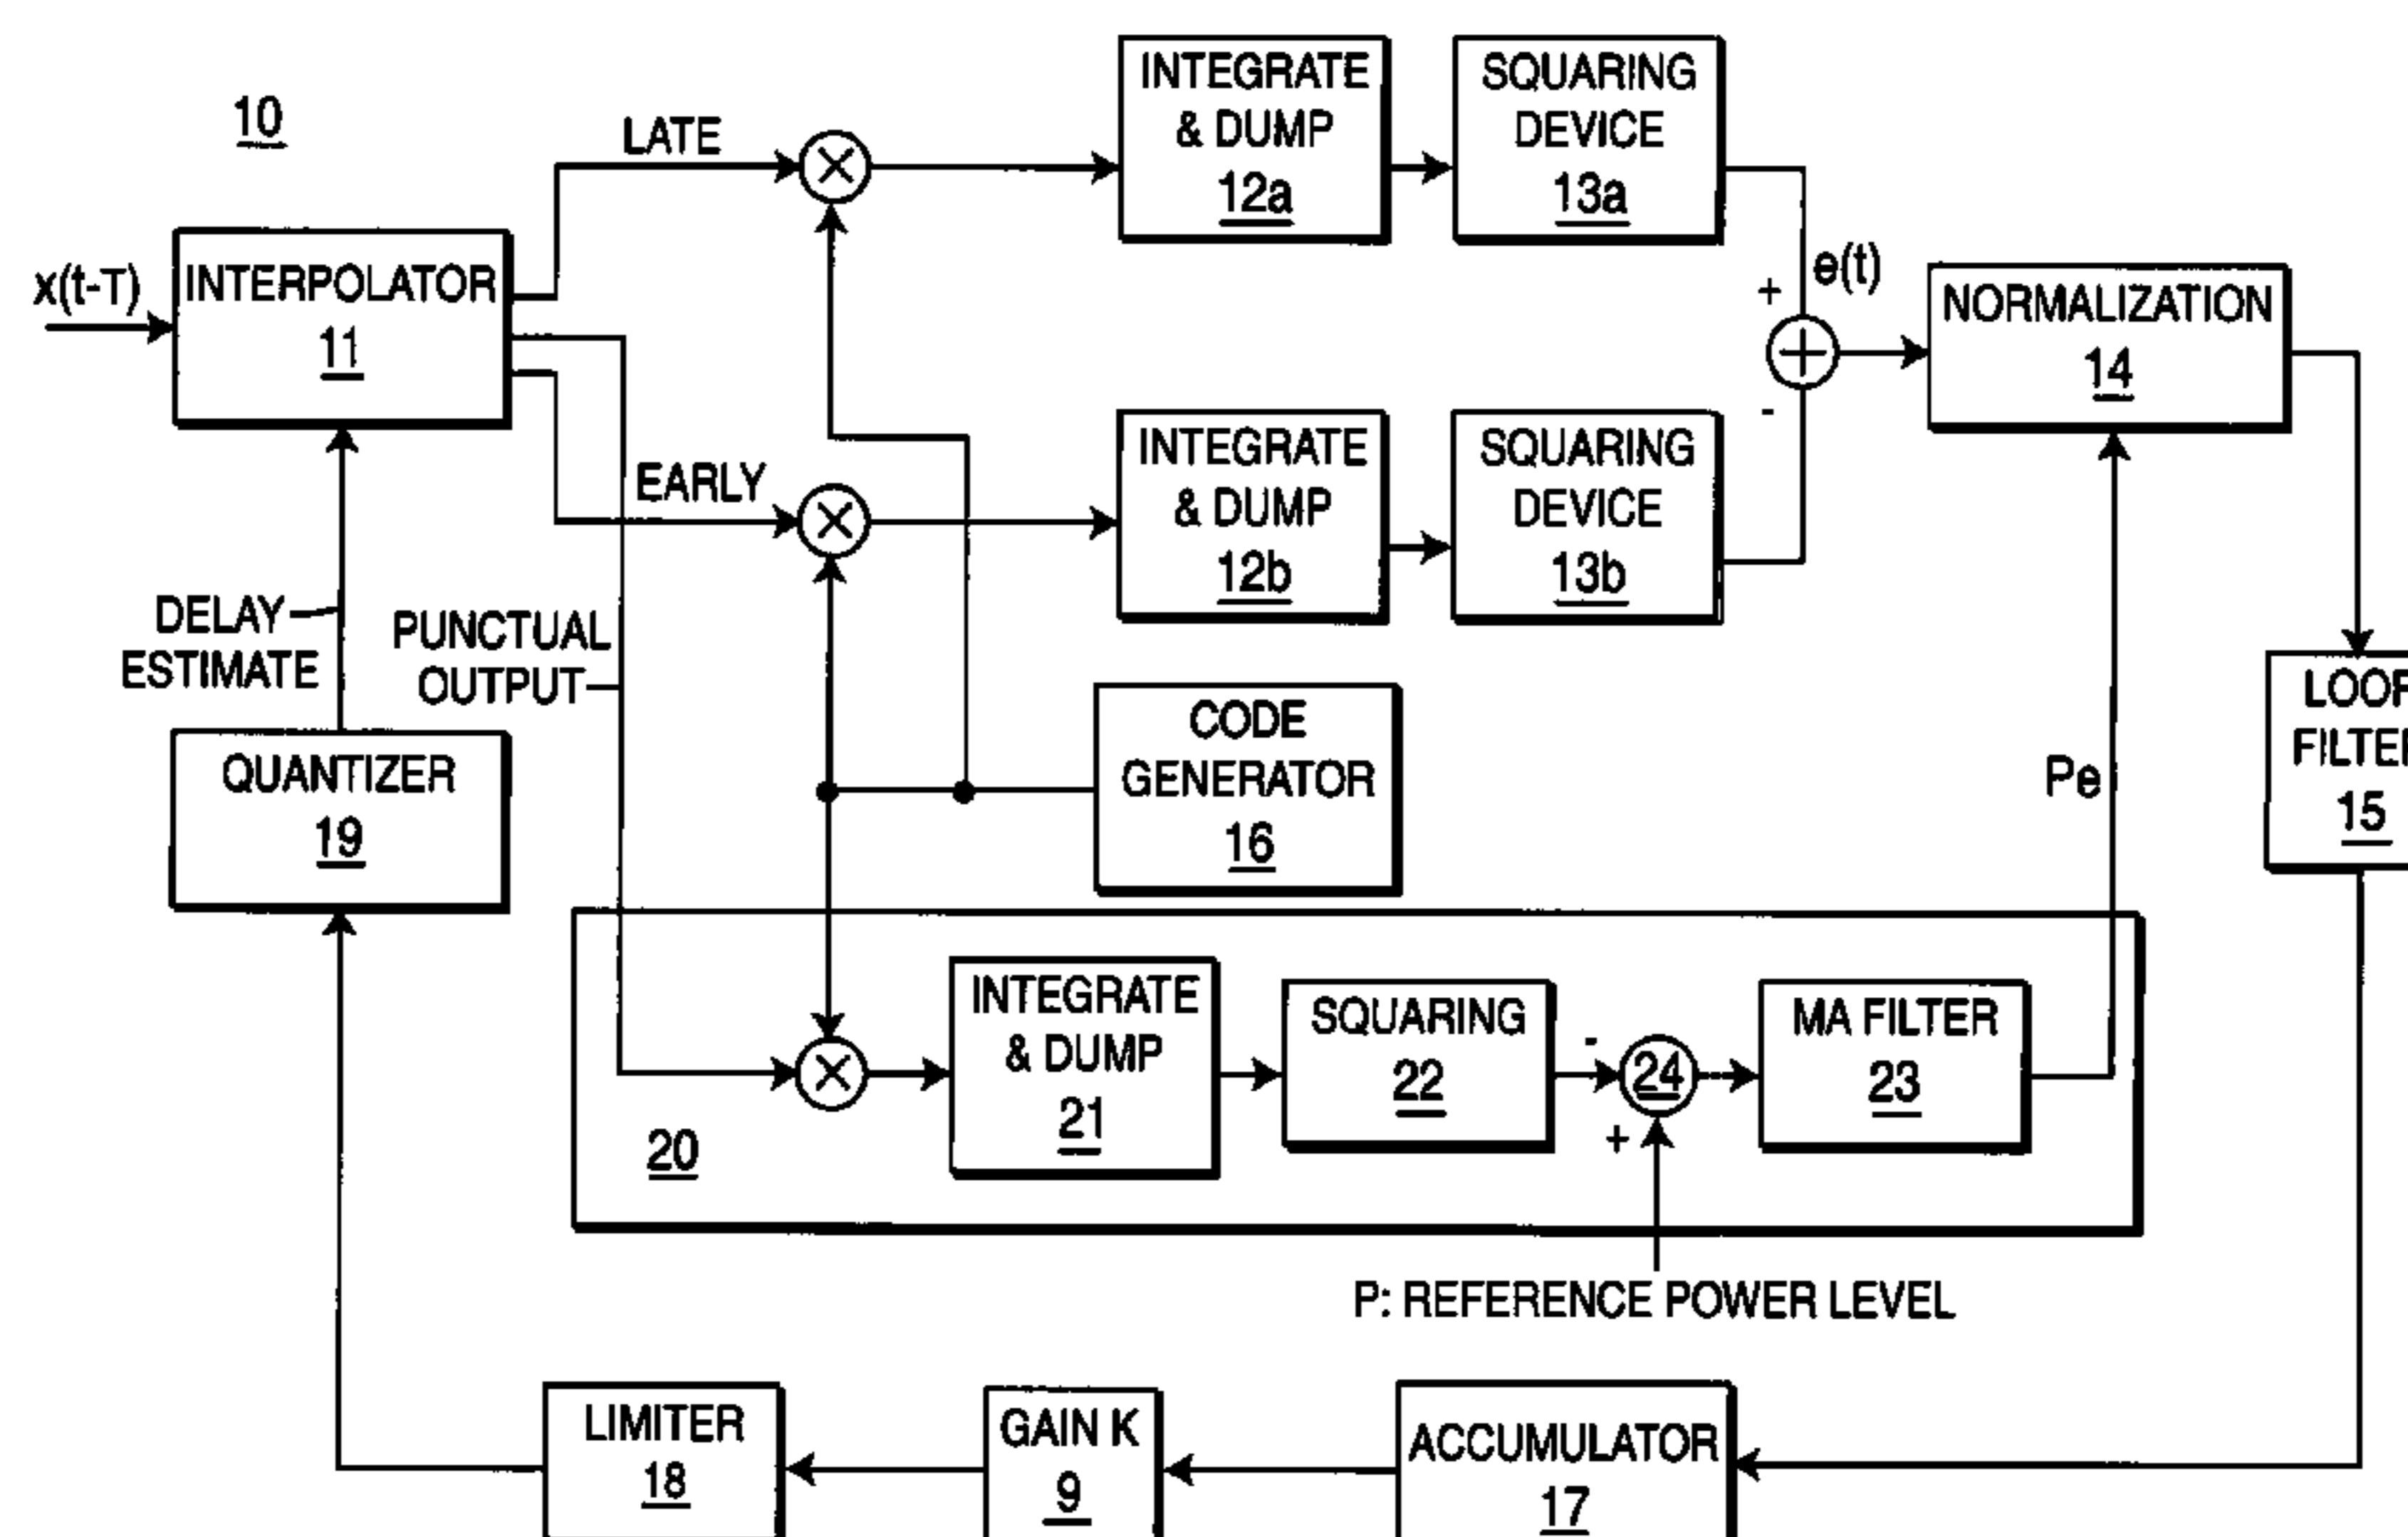 10
x(t-T)
INTERPOLATOR
11
LATE
EARLY
INTEGRATE
& DUMP
12a
SQUARING
DEVICE
13a
+
e(t)
-
NORMALIZATION
14
INTEGRATE
& DUMP
12b
SQUARING
DEVICE
13b
DELAY
ESTIMATE
PUNCTUAL
OUTPUT
CODE
GENERATOR
16
Pe
LOOP
FILTER
15
QUANTIZER
19
20
INTEGRATE
& DUMP
21
SQUARING
22
-
24
+
MA FILTER
23
P: REFERENCE POWER LEVEL
LIMITER
18
GAIN K
9
ACCUMULATOR
17